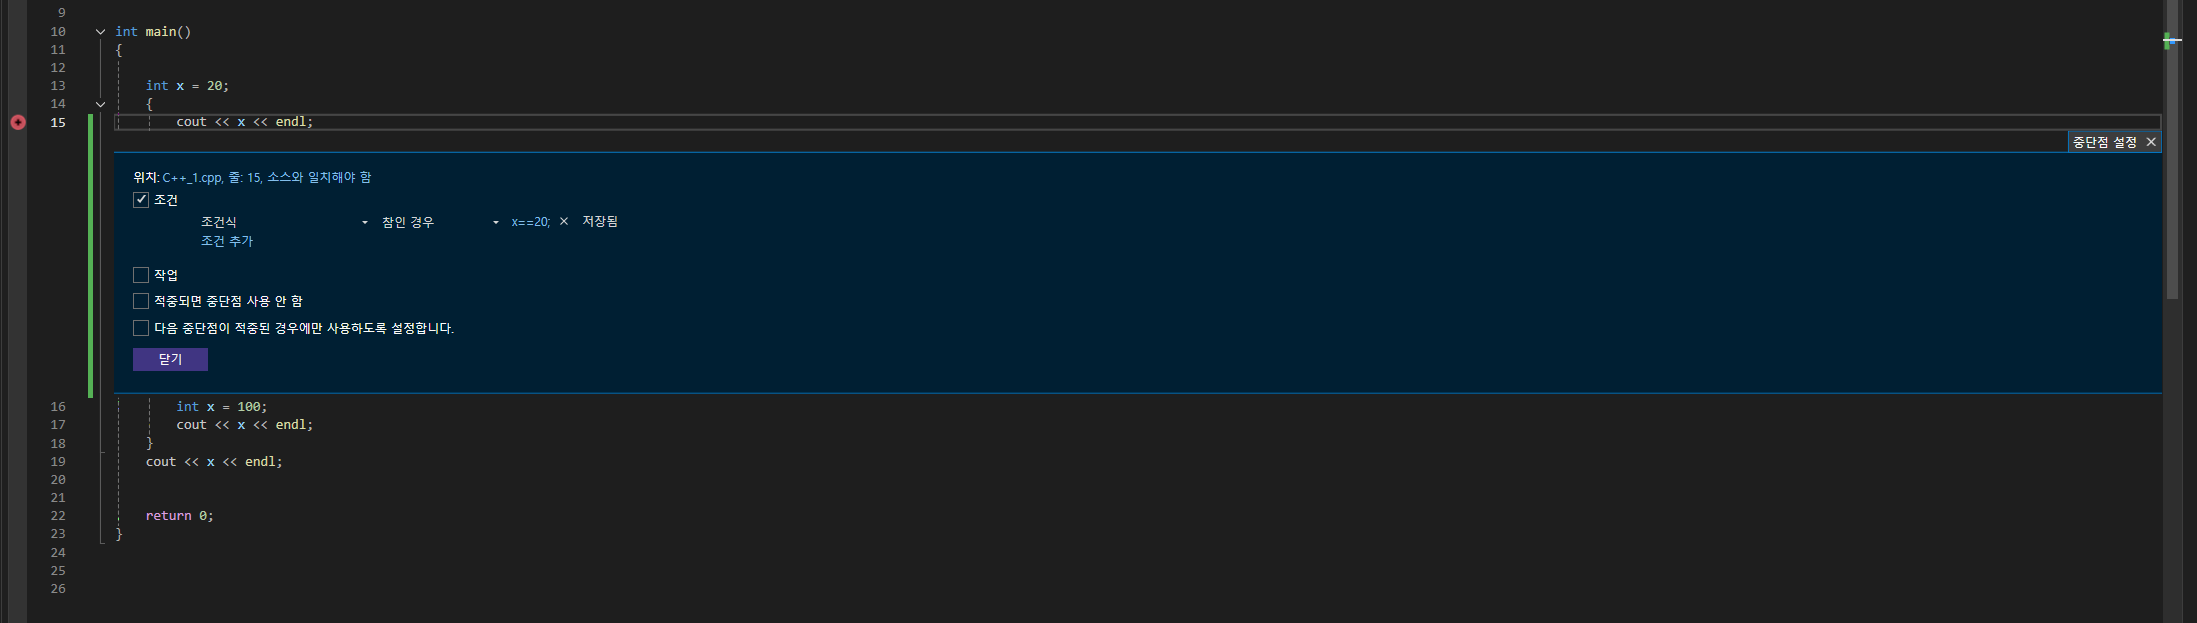 9
10 int main()
11 {
12
13 int x = 20;
14 {
15 cout << x << endl;
중단점 설정 ✕
위치: C++_1.cpp, 줄: 15, 소스와 일치해야 함
조건
조건식 참인 경우 x==20; ✕ 저장됨
조건 추가
작업
적중되면 중단점 사용 안 함
다음 중단점이 적중된 경우에만 사용하도록 설정합니다.
닫기
16 int x = 100;
17 cout << x << endl;
18 }
19 cout << x << endl;
20
21
22 return 0;
23 }
24
25
26